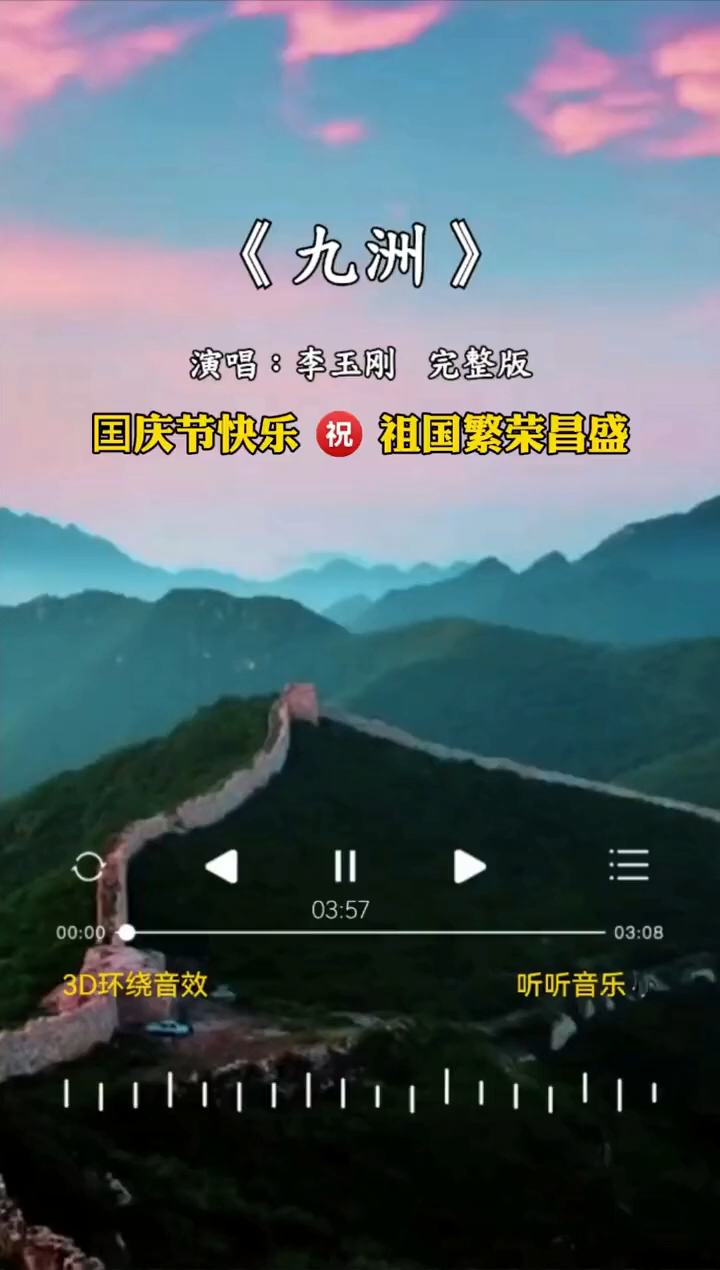 《九洲》
演唱：李玉刚 完整版
国庆节快乐 祝 祖国繁荣昌盛
03:57
00:00 03:08
3D环绕音效 听听音乐